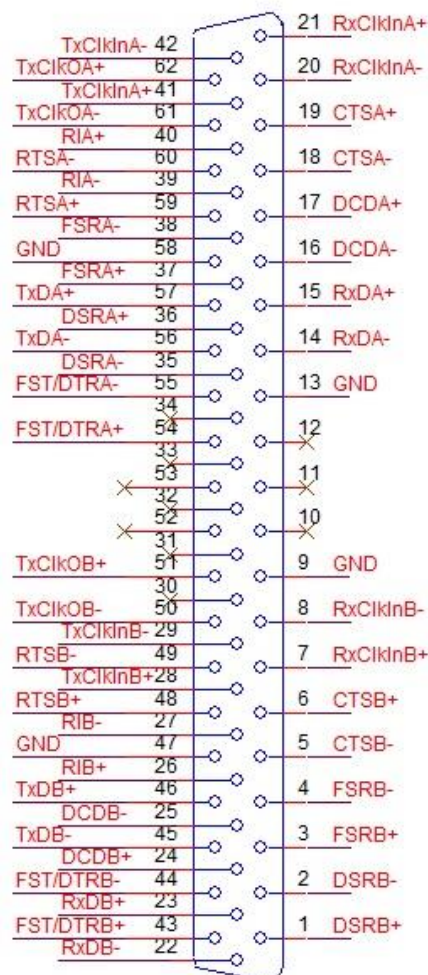 21 RxClkInA+
TxClkInA- 42
TxClkOA+ 62
20 RxClkInA-
TxClkInA+ 41
TxClkOA- 61
19 CTSA+
RIA+ 40
RTSA- 60
18 CTSA-
RIA- 39
RTSA+ 59
17 DCDA+
FSRA- 38
GND 58
16 DCDA-
FSRA+ 37
TxDA+ 57
15 RxDA+
DSRA+ 36
TxDA- 56
14 RxDA-
DSRA- 35
FST/DTRA- 55
13 GND
34
FST/DTRA+ 54
12
33
53
11
32
52
10
31
TxClkOB+ 51
9 GND
30
TxClkOB- 50
8 RxClkInB-
TxClkInB- 29
RTSB- 49
7 RxClkInB+
TxClkInB+ 28
RTSB+ 48
6 CTSB+
RIB- 27
GND 47
5 CTSB-
RIB+ 26
TxDB+ 46
4 FSRB-
DCDB- 25
TxDB- 45
3 FSRB+
DCDB+ 24
FST/DTRB- 44
2 DSRB-
RxDB+ 23
FST/DTRB+ 43
1 DSRB+
RxDB- 22